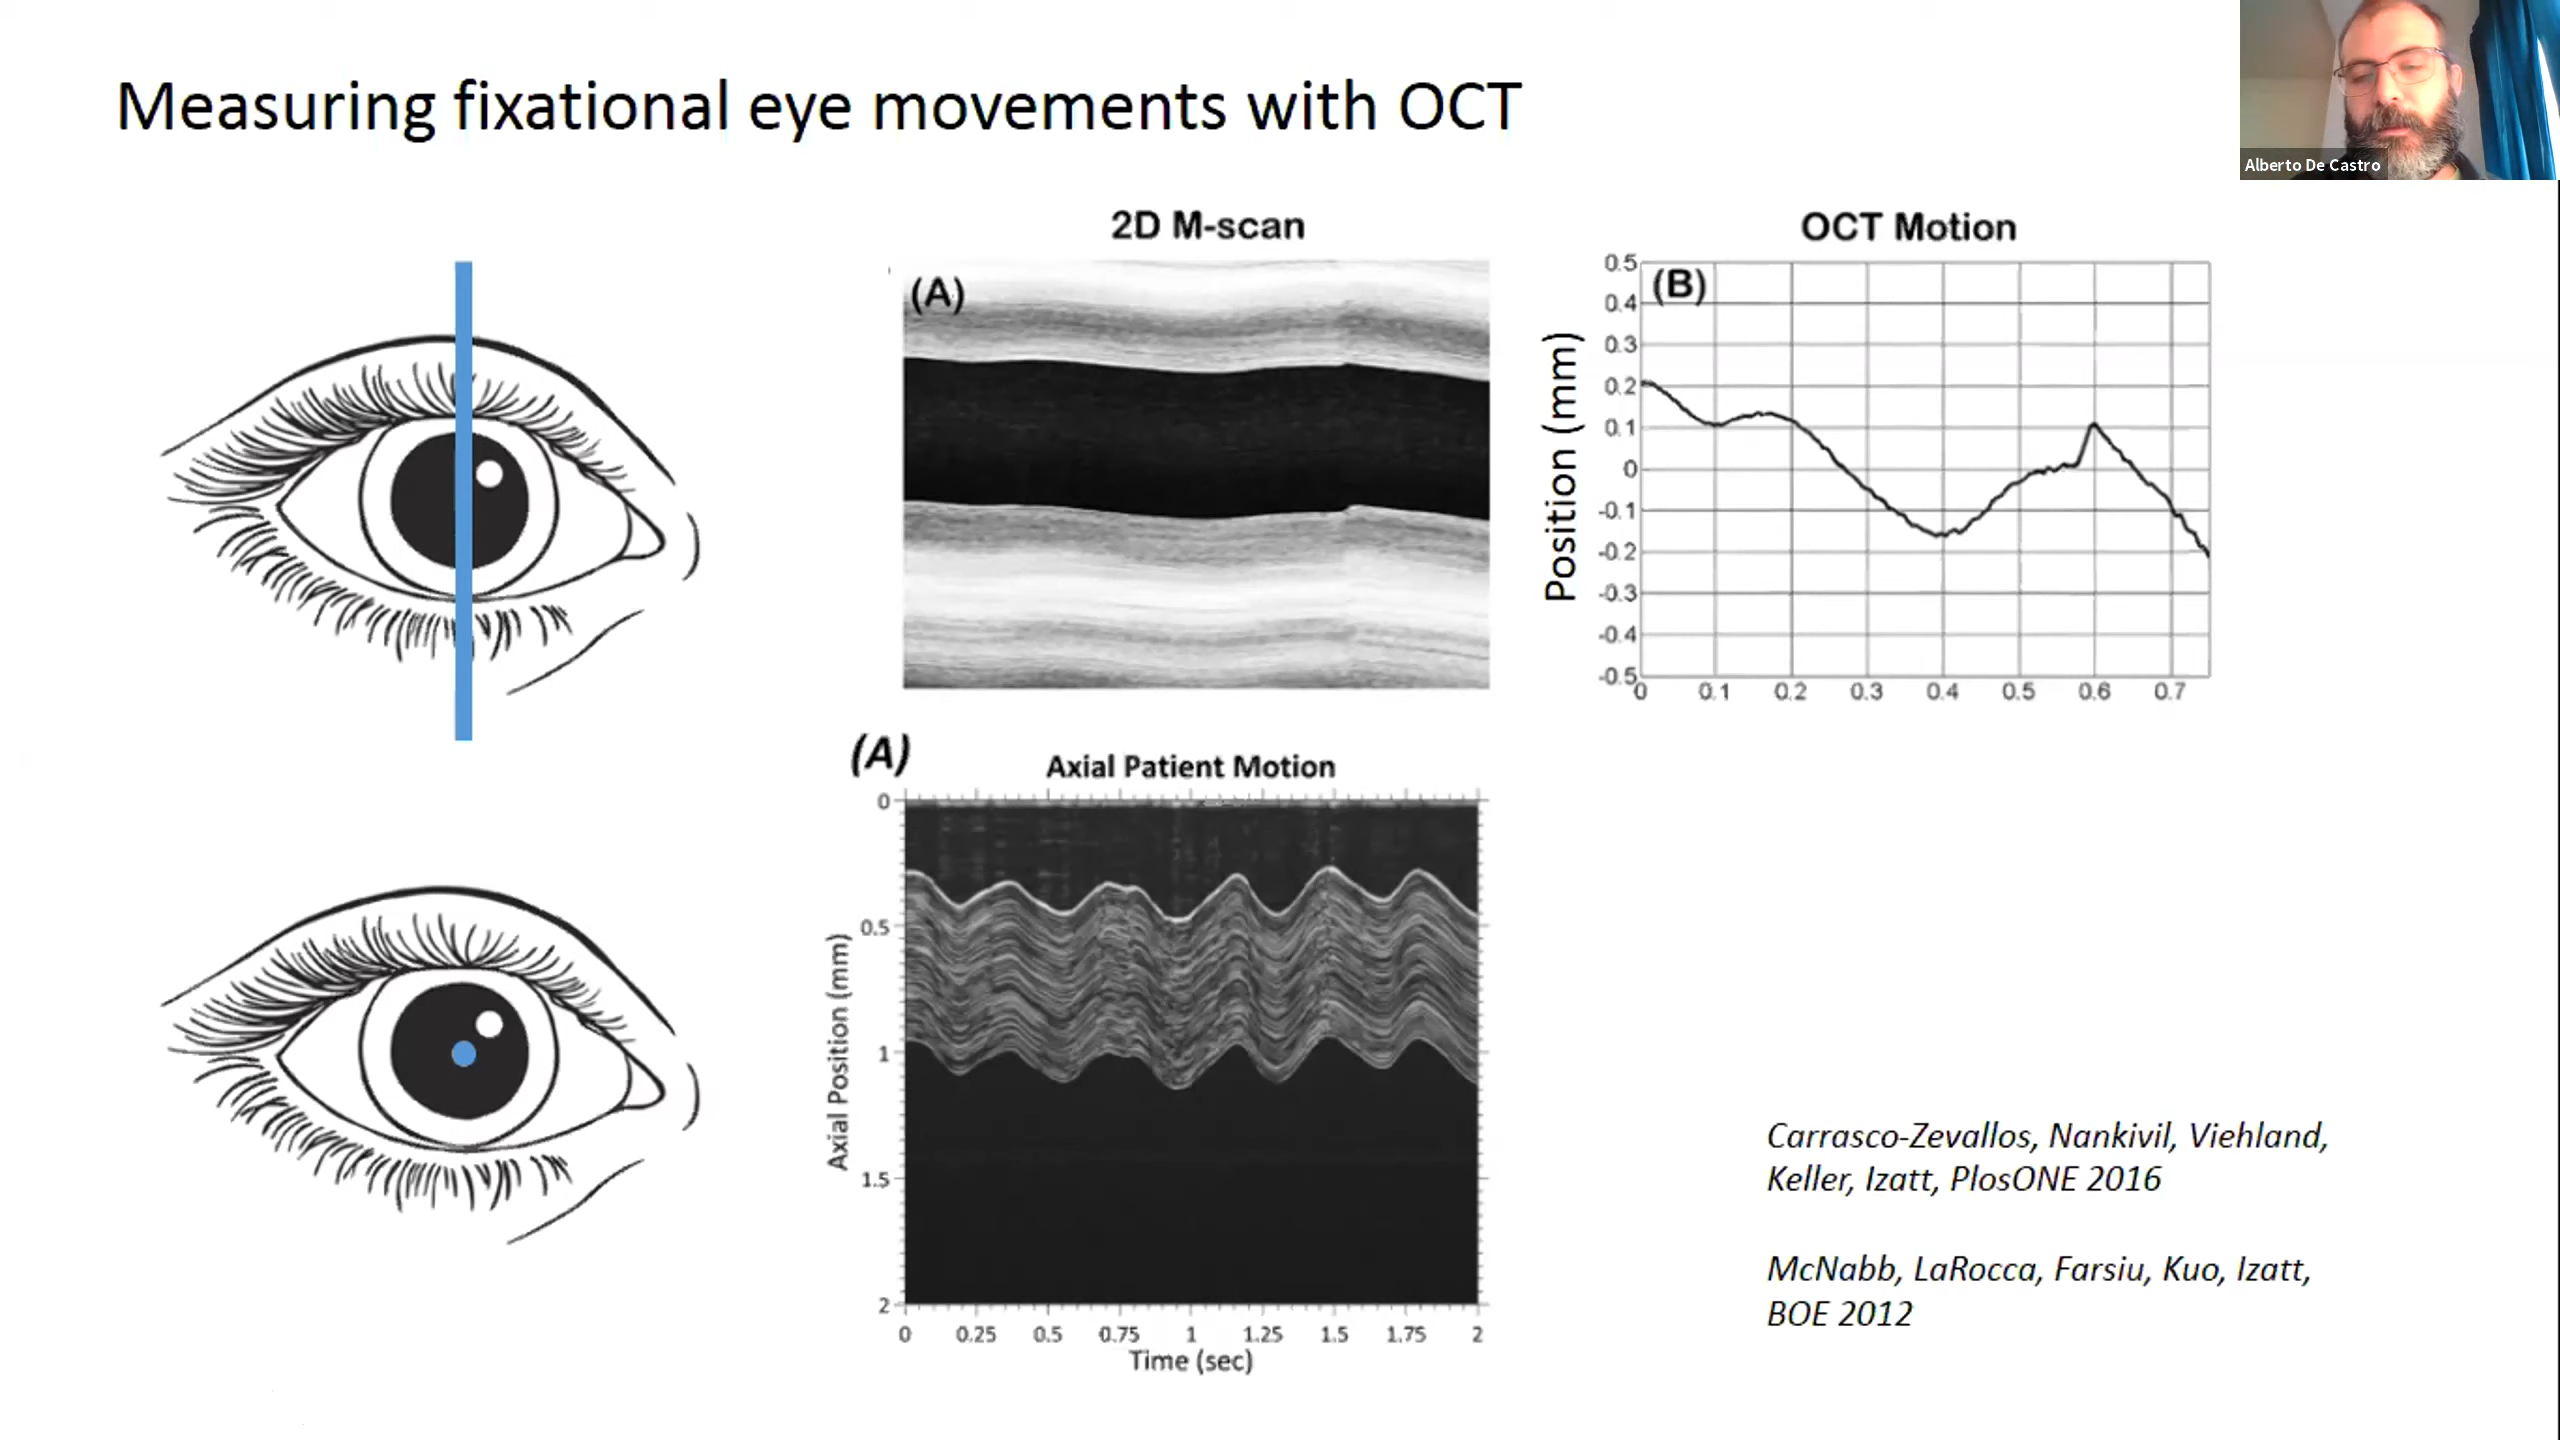 Measuring fixational eye movements with OCT
Alberto De Castro
2D M-scan
(A)
OCT Motion
(B)
Position (mm)
0.5
0.4
0.3
0.2
0.1
0
-0.1
-0.2
-0.3
-0.4
-0.5
0 0.1 0.2 0.3 0.4 0.5 0.6 0.7
(A)
Axial Patient Motion
Axial Position (mm)
0
0.5
1
1.5
2
0 0.25 0.5 0.75 1 1.25 1.5 1.75 2
Time (sec)
Carrasco-Zevallos, Nankivil, Viehland,
Keller, Izatt, PlosONE 2016
McNabb, LaRocca, Farsiu, Kuo, Izatt,
BOE 2012